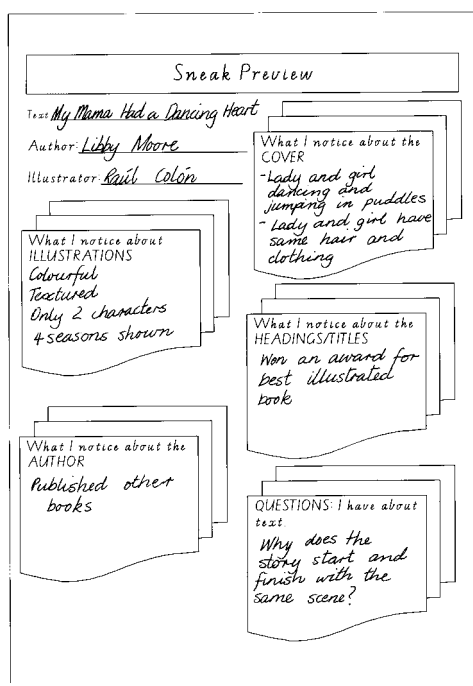 Sneak Preview
Text My Mama Had a Dancing Heart
Author: Libby Moore
Illustrator: Raúl Colón
What I notice about the
COVER
- Lady and girl
dancing and
jumping in puddles
- Lady and girl have
same hair and
clothing
What I notice about
ILLUSTRATIONS
Colourful
Textured
Only 2 characters
4 seasons shown
What I notice about the
HEADINGS/TITLES
Won an award for
best illustrated
book
What I notice about the
AUTHOR
Published other
books
QUESTIONS: I have about
text
Why does the
story start and
finish with the
same scene?